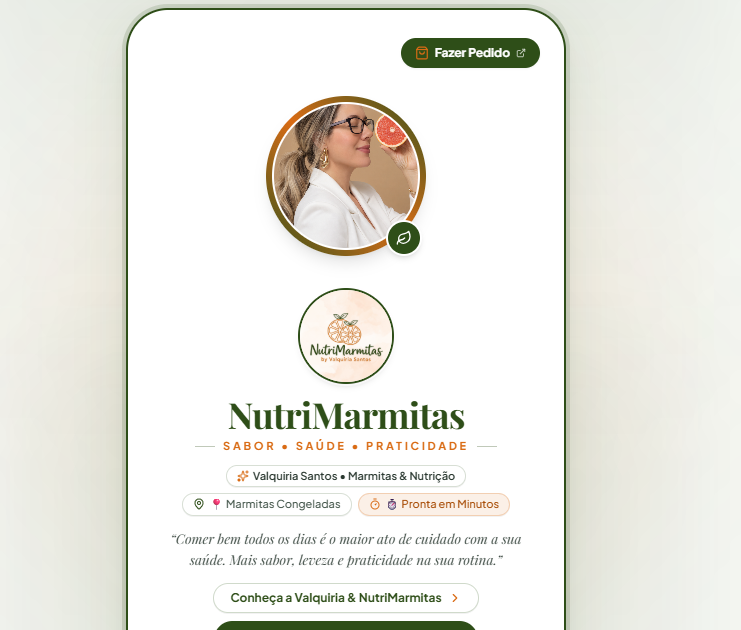 Fazer Pedido
NutriMarmitas
by Valquiria Santos
NutriMarmitas
SABOR • SAÚDE • PRATICIDADE
Valquiria Santos • Marmitas & Nutrição
📍 Marmitas Congeladas
⏱️ Pronta em Minutos
“Comer bem todos os dias é o maior ato de cuidado com a sua
saúde. Mais sabor, leveza e praticidade na sua rotina.”
Conheça a Valquiria & NutriMarmitas